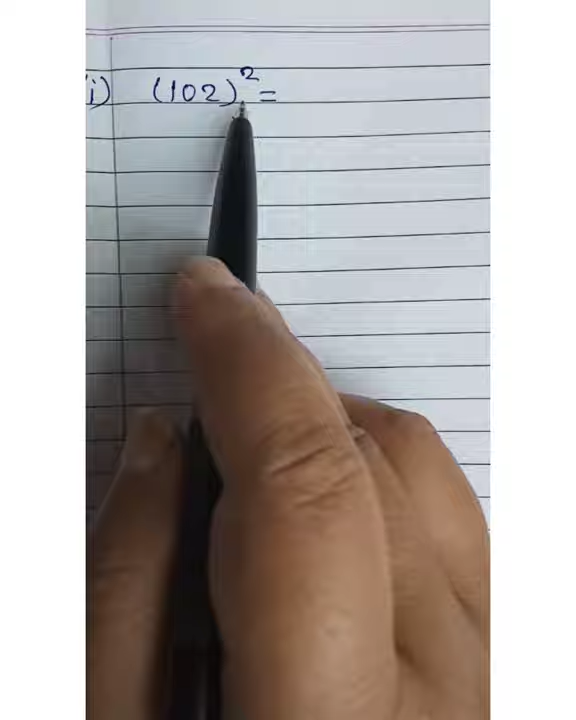 (i) (102)² =